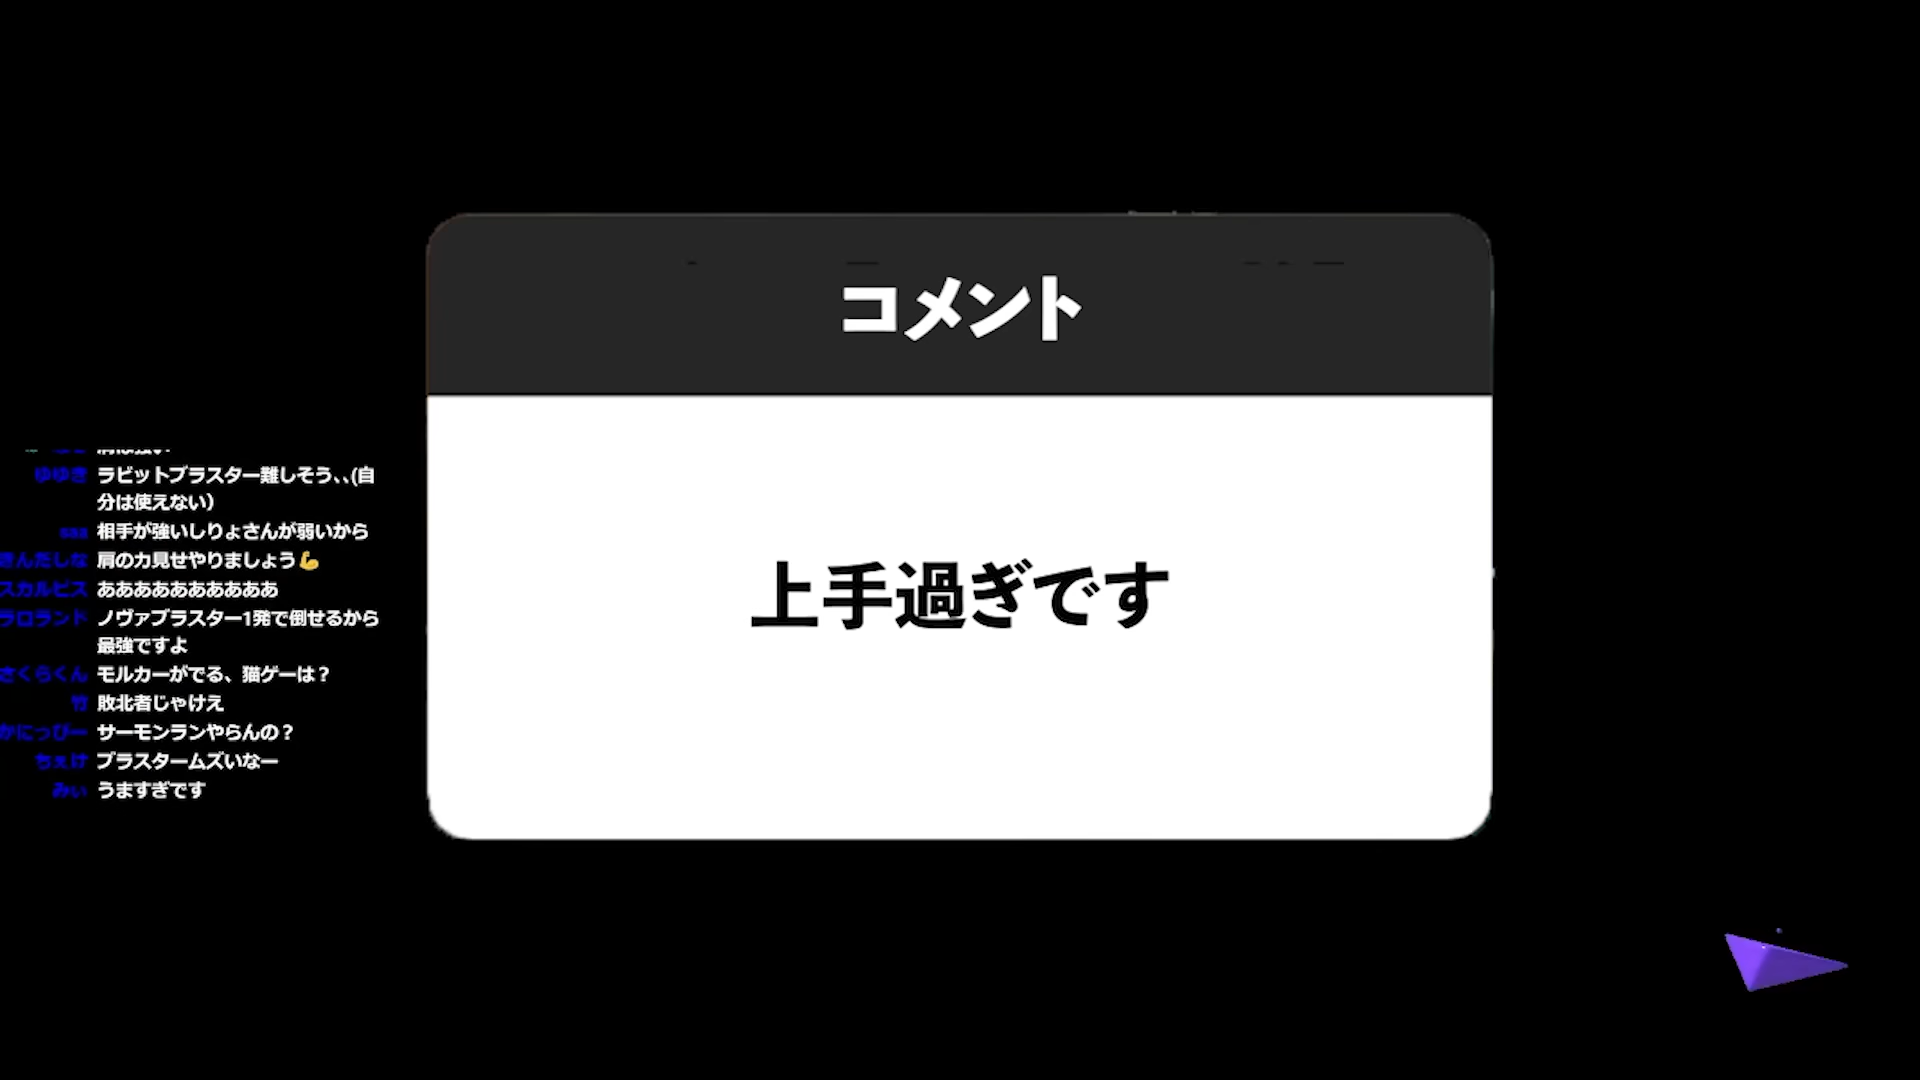 コメント
上手過ぎです
ゆゆき ラビットブラスター難しそう､､(自
分は使えない）
sea 相手が強いしりょさんが弱いから
きんだしな 肩の力見せやりましょう💪
スカルピス ああああああああああ
ラロランド ノヴァブラスター1発で倒せるから
最強ですよ
さくらくん モルカーがでる、猫ゲーは？
竹 敗北者じゃけえ
かにっぴー サーモンランやらんの？
ちぇけ ブラスタームズいなー
みぃ うますぎです